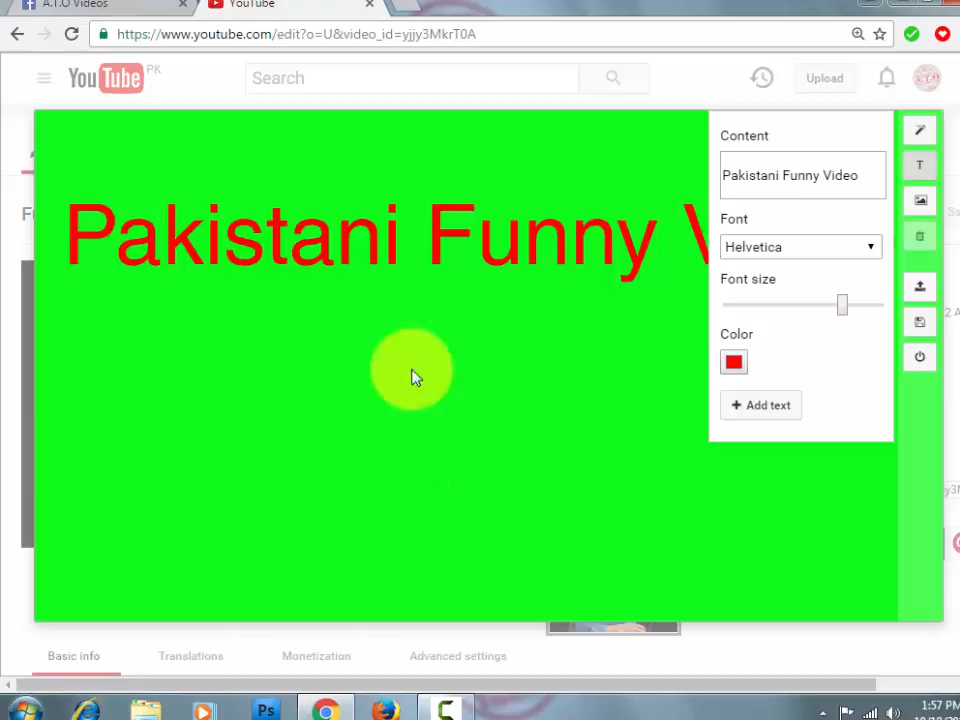 A.T.O Videos
YouTube
https://www.youtube.com/edit?o=U&video_id=yjjy3MkrT0A
YouTube PK
Search
Upload
A.T.O
Content
Pakistani Funny Video
Font
Helvetica
Font size
Color
+ Add text
T
Pakistani Funny V
Basic info
Translations
Monetization
Advanced settings
Ps
1:57 PM